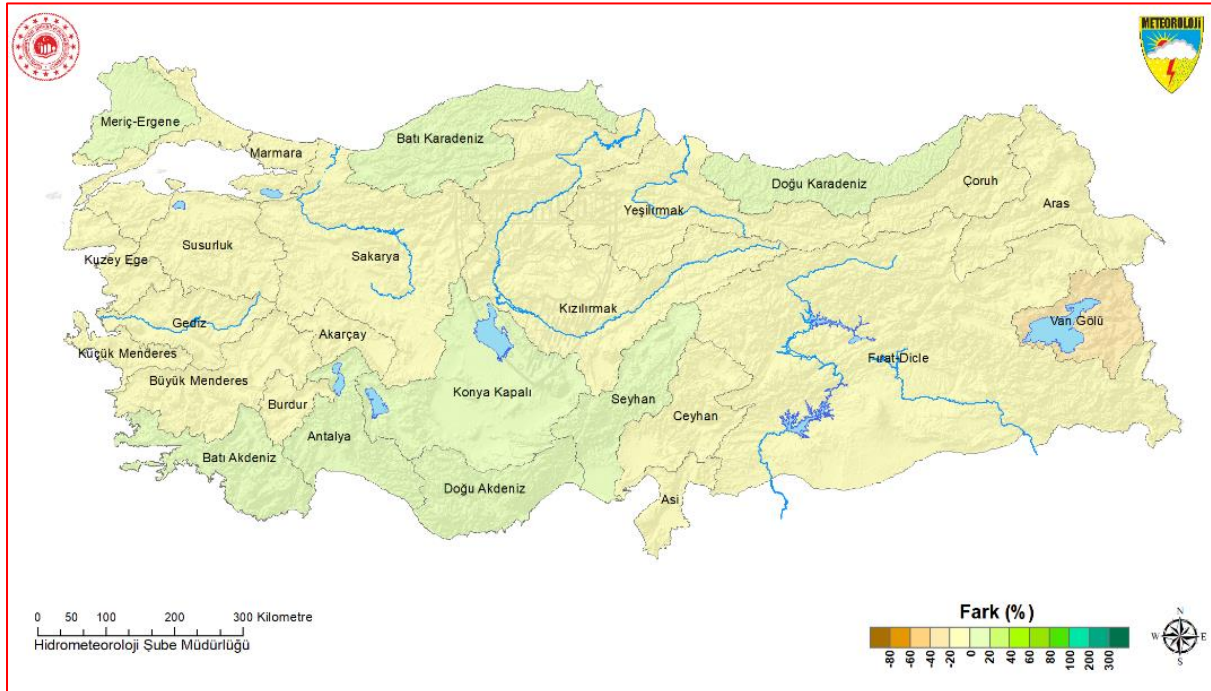 METEOROLOJİ
Meriç-Ergene
Marmara
Batı Karadeniz
Doğu Karadeniz
Çoruh
Aras
Yeşilırmak
Susurluk
Kuzey Ege
Sakarya
Kızılırmak
Van Gölü
Gediz
Akarçay
Küçük Menderes
Büyük Menderes
Fırat-Dicle
Burdur
Konya Kapalı
Seyhan
Ceyhan
Antalya
Batı Akdeniz
Doğu Akdeniz
Asi
0 50 100 200 300 Kilometre
Hidrometeoroloji Şube Müdürlüğü
Fark (%)
-80 -60 -40 -20 0 20 40 60 80 100 200 300
N
W E
S